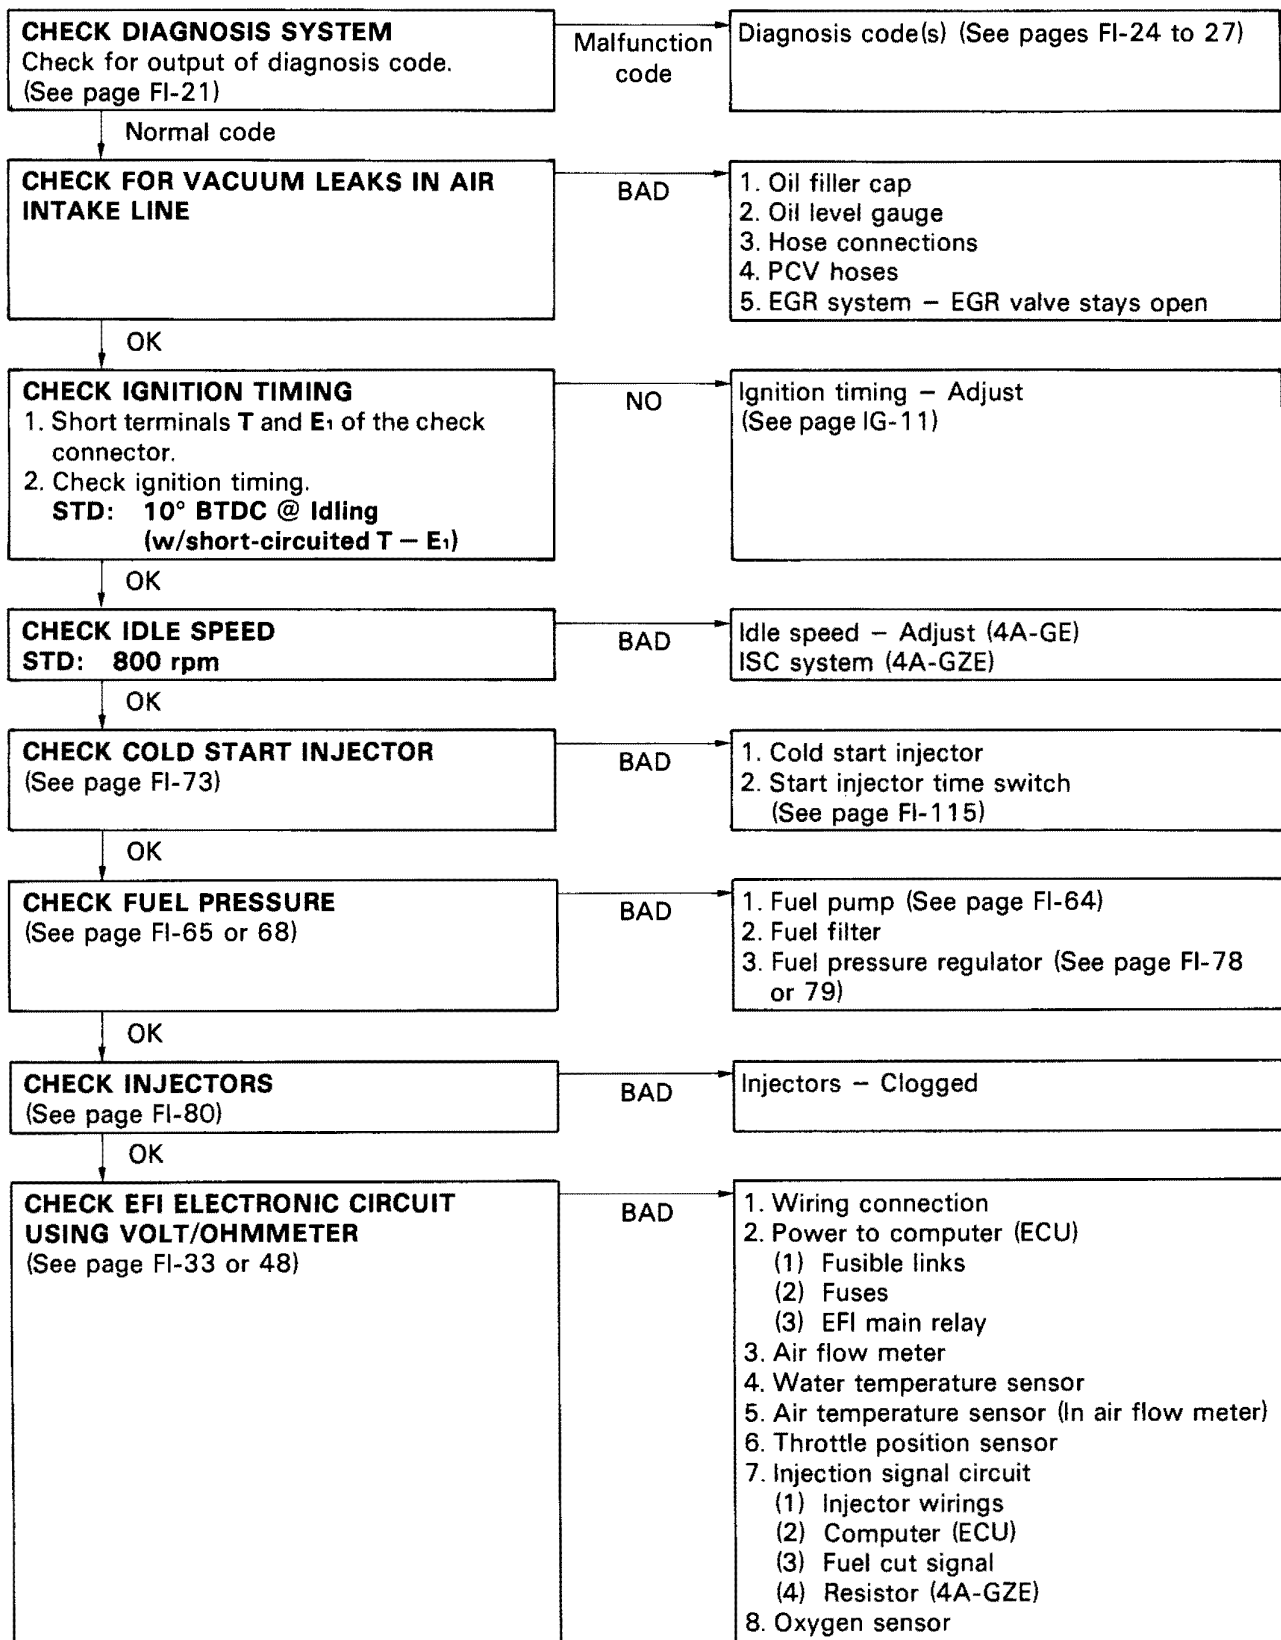 CHECK DIAGNOSIS SYSTEM
Check for output of diagnosis code.
(See page FI-21)
Malfunction
code
Diagnosis code(s) (See pages FI-24 to 27)
Normal code
CHECK FOR VACUUM LEAKS IN AIR
INTAKE LINE
BAD
1. Oil filler cap
2. Oil level gauge
3. Hose connections
4. PCV hoses
5. EGR system – EGR valve stays open
OK
CHECK IGNITION TIMING
1. Short terminals T and E₁ of the check
connector.
2. Check ignition timing.
STD: 10° BTDC @ Idling
(w/short-circuited T – E₁)
NO
Ignition timing – Adjust
(See page IG-11)
OK
CHECK IDLE SPEED
STD: 800 rpm
BAD
Idle speed – Adjust (4A-GE)
ISC system (4A-GZE)
OK
CHECK COLD START INJECTOR
(See page FI-73)
BAD
1. Cold start injector
2. Start injector time switch
(See page FI-115)
OK
CHECK FUEL PRESSURE
(See page FI-65 or 68)
BAD
1. Fuel pump (See page FI-64)
2. Fuel filter
3. Fuel pressure regulator (See page FI-78
or 79)
OK
CHECK INJECTORS
(See page FI-80)
BAD
Injectors – Clogged
OK
CHECK EFI ELECTRONIC CIRCUIT
USING VOLT/OHMMETER
(See page FI-33 or 48)
BAD
1. Wiring connection
2. Power to computer (ECU)
(1) Fusible links
(2) Fuses
(3) EFI main relay
3. Air flow meter
4. Water temperature sensor
5. Air temperature sensor (In air flow meter)
6. Throttle position sensor
7. Injection signal circuit
(1) Injector wirings
(2) Computer (ECU)
(3) Fuel cut signal
(4) Resistor (4A-GZE)
8. Oxygen sensor